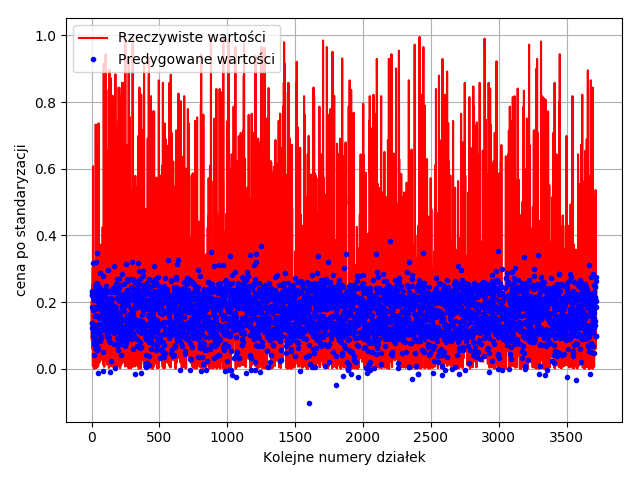 Rzeczywiste wartości
Predygowane wartości
1.0
0.8
0.6
0.4
0.2
0.0
cena po standaryzacji
0 500 1000 1500 2000 2500 3000 3500
Kolejne numery działek